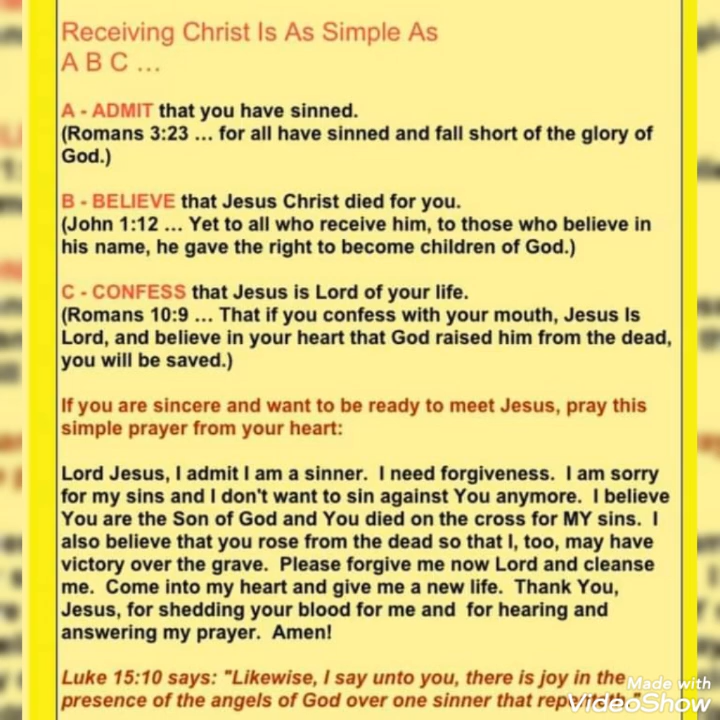 Receiving Christ Is As Simple As
A B C ...
A - ADMIT that you have sinned.
(Romans 3:23 ... for all have sinned and fall short of the glory of
God.)
B - BELIEVE that Jesus Christ died for you.
(John 1:12 ... Yet to all who receive him, to those who believe in
his name, he gave the right to become children of God.)
C - CONFESS that Jesus is Lord of your life.
(Romans 10:9 ... That if you confess with your mouth, Jesus Is
Lord, and believe in your heart that God raised him from the dead,
you will be saved.)
If you are sincere and want to be ready to meet Jesus, pray this
simple prayer from your heart:
Lord Jesus, I admit I am a sinner.  I need forgiveness.  I am sorry
for my sins and I don't want to sin against You anymore.  I believe
You are the Son of God and You died on the cross for MY sins.  I
also believe that you rose from the dead so that I, too, may have
victory over the grave.  Please forgive me now Lord and cleanse
me.  Come into my heart and give me a new life.  Thank You,
Jesus, for shedding your blood for me and  for hearing and
answering my prayer.  Amen!
Luke 15:10 says: "Likewise, I say unto you, there is joy in the
presence of the angels of God over one sinner that
Made with
VideoShow